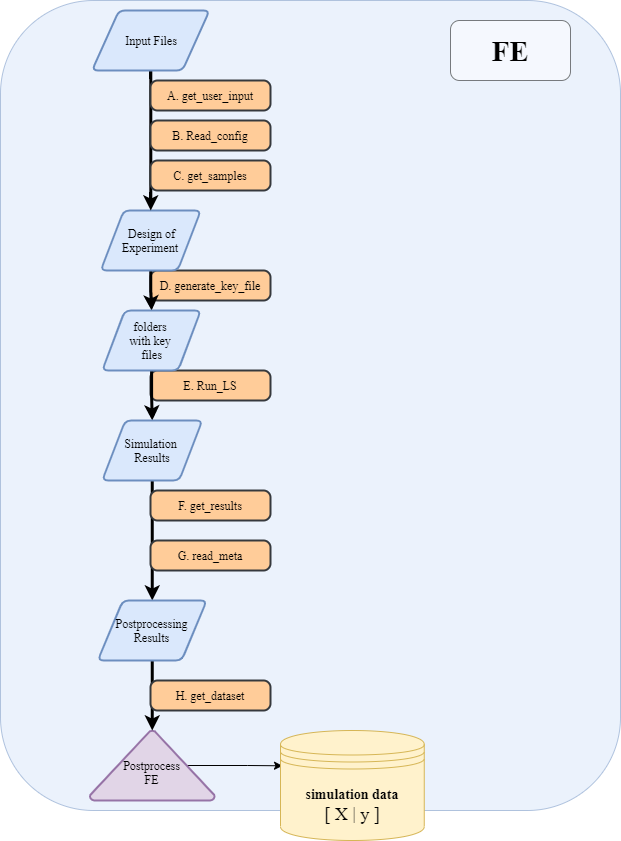 Input Files
FE
A. get_user_input
B. Read_config
C. get_samples
Design of
Experiment
D. generate_key_file
folders
with key
files
E. Run_LS
Simulation
Results
F. get_results
G. read_meta
Postprocessing
Results
H. get_dataset
Postprocess
FE
simulation data
[ X | y ]